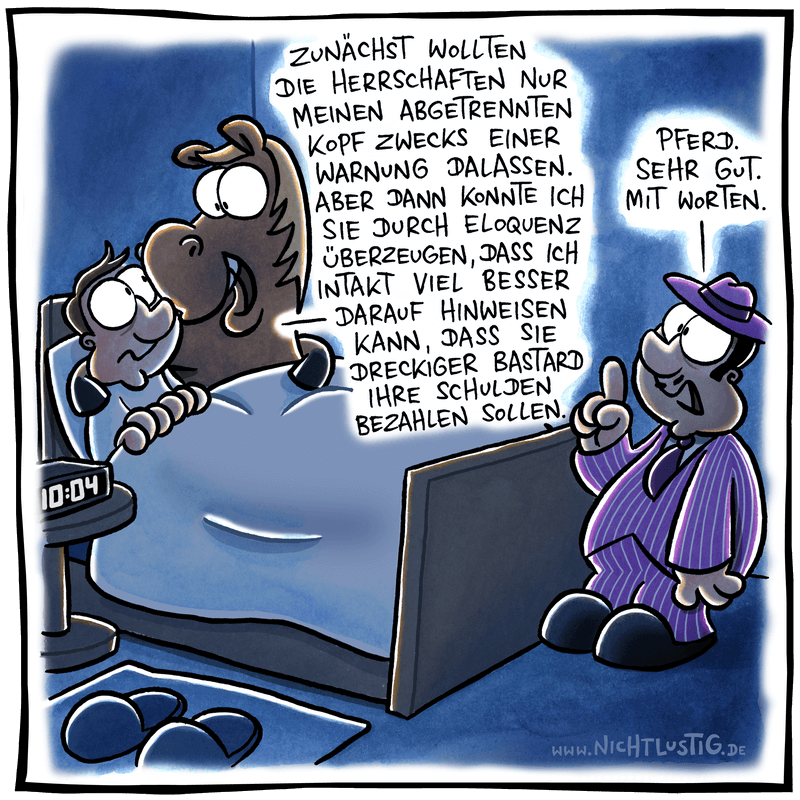 ZUNÄCHST WOLLTEN
DIE HERRSCHAFTEN NUR
MEINEN ABGETRENNTEN
KOPF ZWECKS EINER
WARNUNG DALASSEN.
ABER DANN KONNTE ICH
SIE DURCH ELOQUENZ
ÜBERZEUGEN, DASS ICH
INTAKT VIEL BESSER
DARAUF HINWEISEN
KANN, DASS SIE
DRECKIGER BASTARD
IHRE SCHULDEN
BEZAHLEN SOLLEN.
PFERD.
SEHR GUT.
MIT WORTEN.
10:04
WWW.NICHTLUSTIG.DE